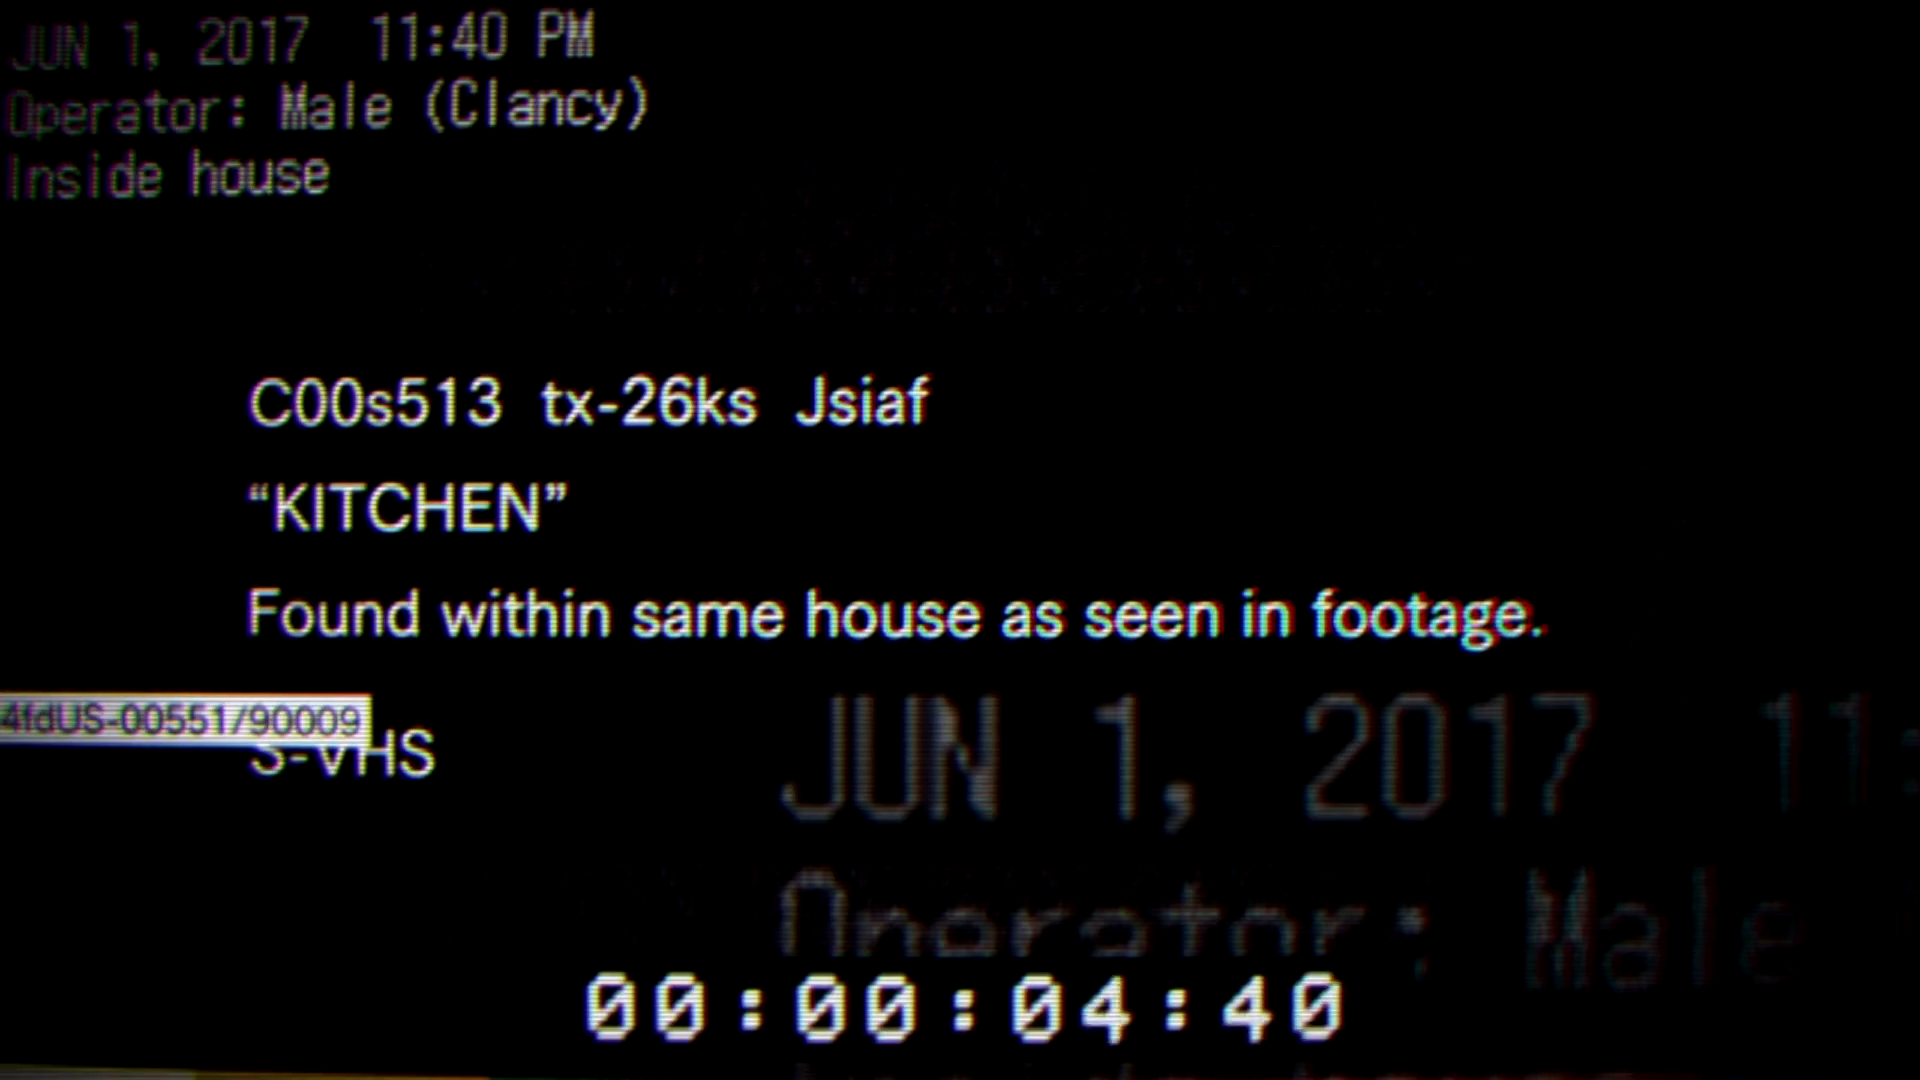 JUN 1, 2017 11:40 PM
Operator: Male (Clancy)
Inside house
C00s513 tx-26ks Jsiaf
“KITCHEN”
Found within same house as seen in footage.
4fdUS-00551/90009
S-VHS
JUN 1, 2017 11:
Operator: Male
00:00:04:40